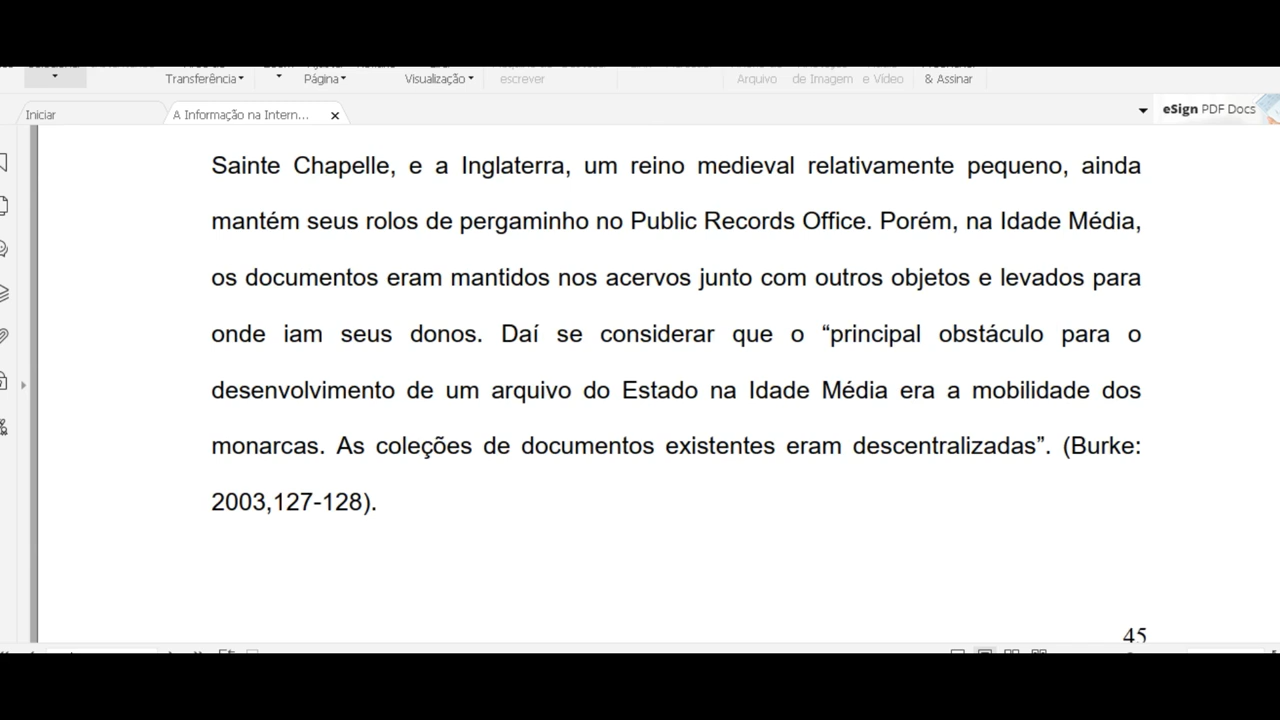 Transferência
Página
Visualização
escrever
Arquivo de Imagem e Vídeo
& Assinar
Iniciar
A Informação na Intern...
eSign PDF Docs
Sainte Chapelle, e a Inglaterra, um reino medieval relativamente pequeno, ainda
mantém seus rolos de pergaminho no Public Records Office. Porém, na Idade Média,
os documentos eram mantidos nos acervos junto com outros objetos e levados para
onde iam seus donos. Daí se considerar que o “principal obstáculo para o
desenvolvimento de um arquivo do Estado na Idade Média era a mobilidade dos
monarcas. As coleções de documentos existentes eram descentralizadas”. (Burke:
2003,127-128).
45